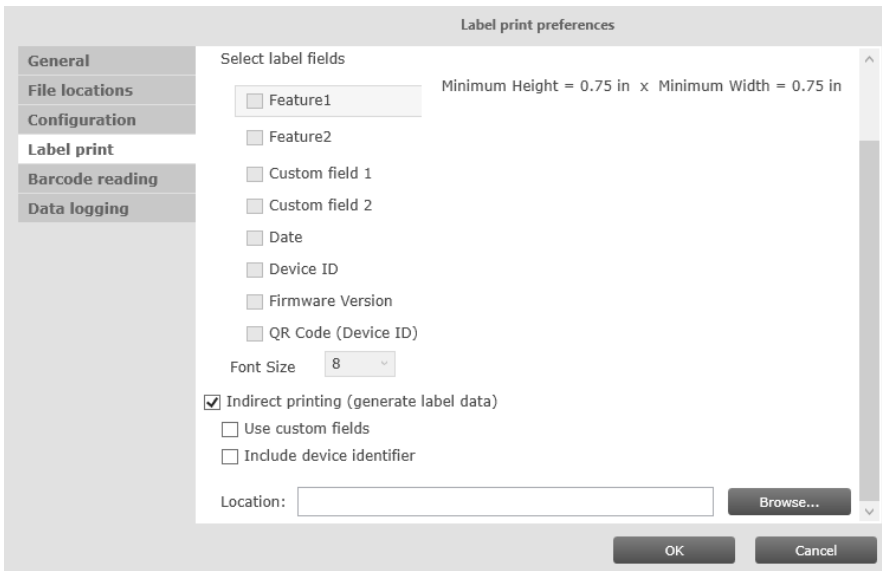 Label print preferences
General
File locations
Configuration
Label print
Barcode reading
Data logging
Select label fields
Minimum Height = 0.75 in x Minimum Width = 0.75 in
Feature1
Feature2
Custom field 1
Custom field 2
Date
Device ID
Firmware Version
QR Code (Device ID)
Font Size 8
Indirect printing (generate label data)
Use custom fields
Include device identifier
Location: Browse...
OK Cancel